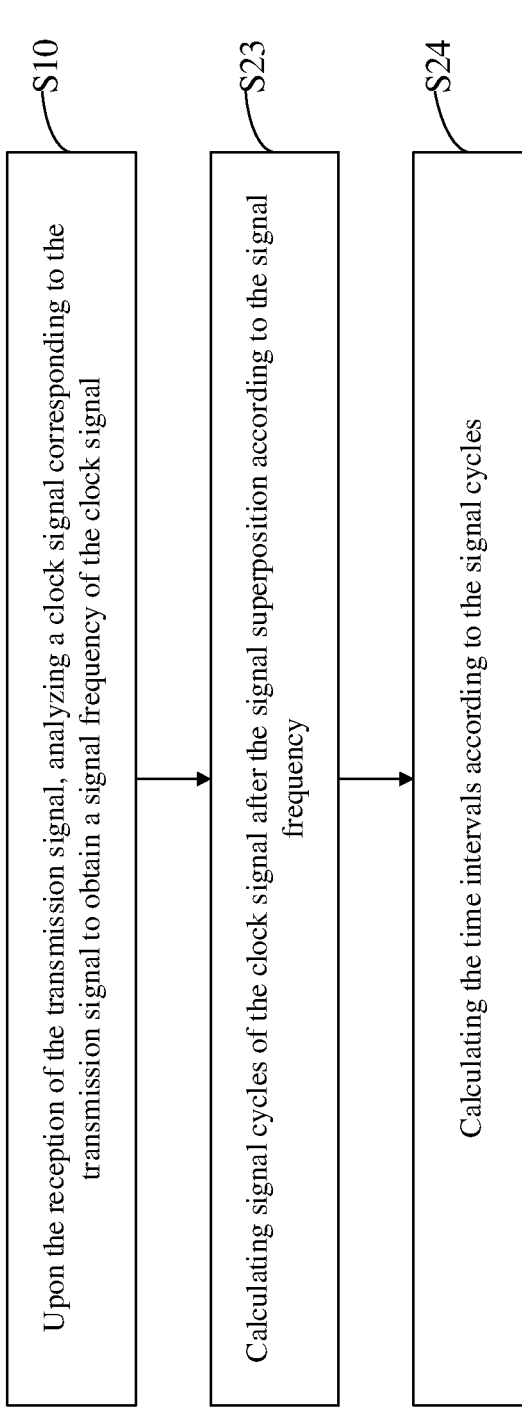 S10
Upon the reception of the transmission signal, analyzing a clock signal corresponding to the
transmission signal to obtain a signal frequency of the clock signal
S23
Calculating signal cycles of the clock signal after the signal superposition according to the signal
frequency
S24
Calculating the time intervals according to the signal cycles